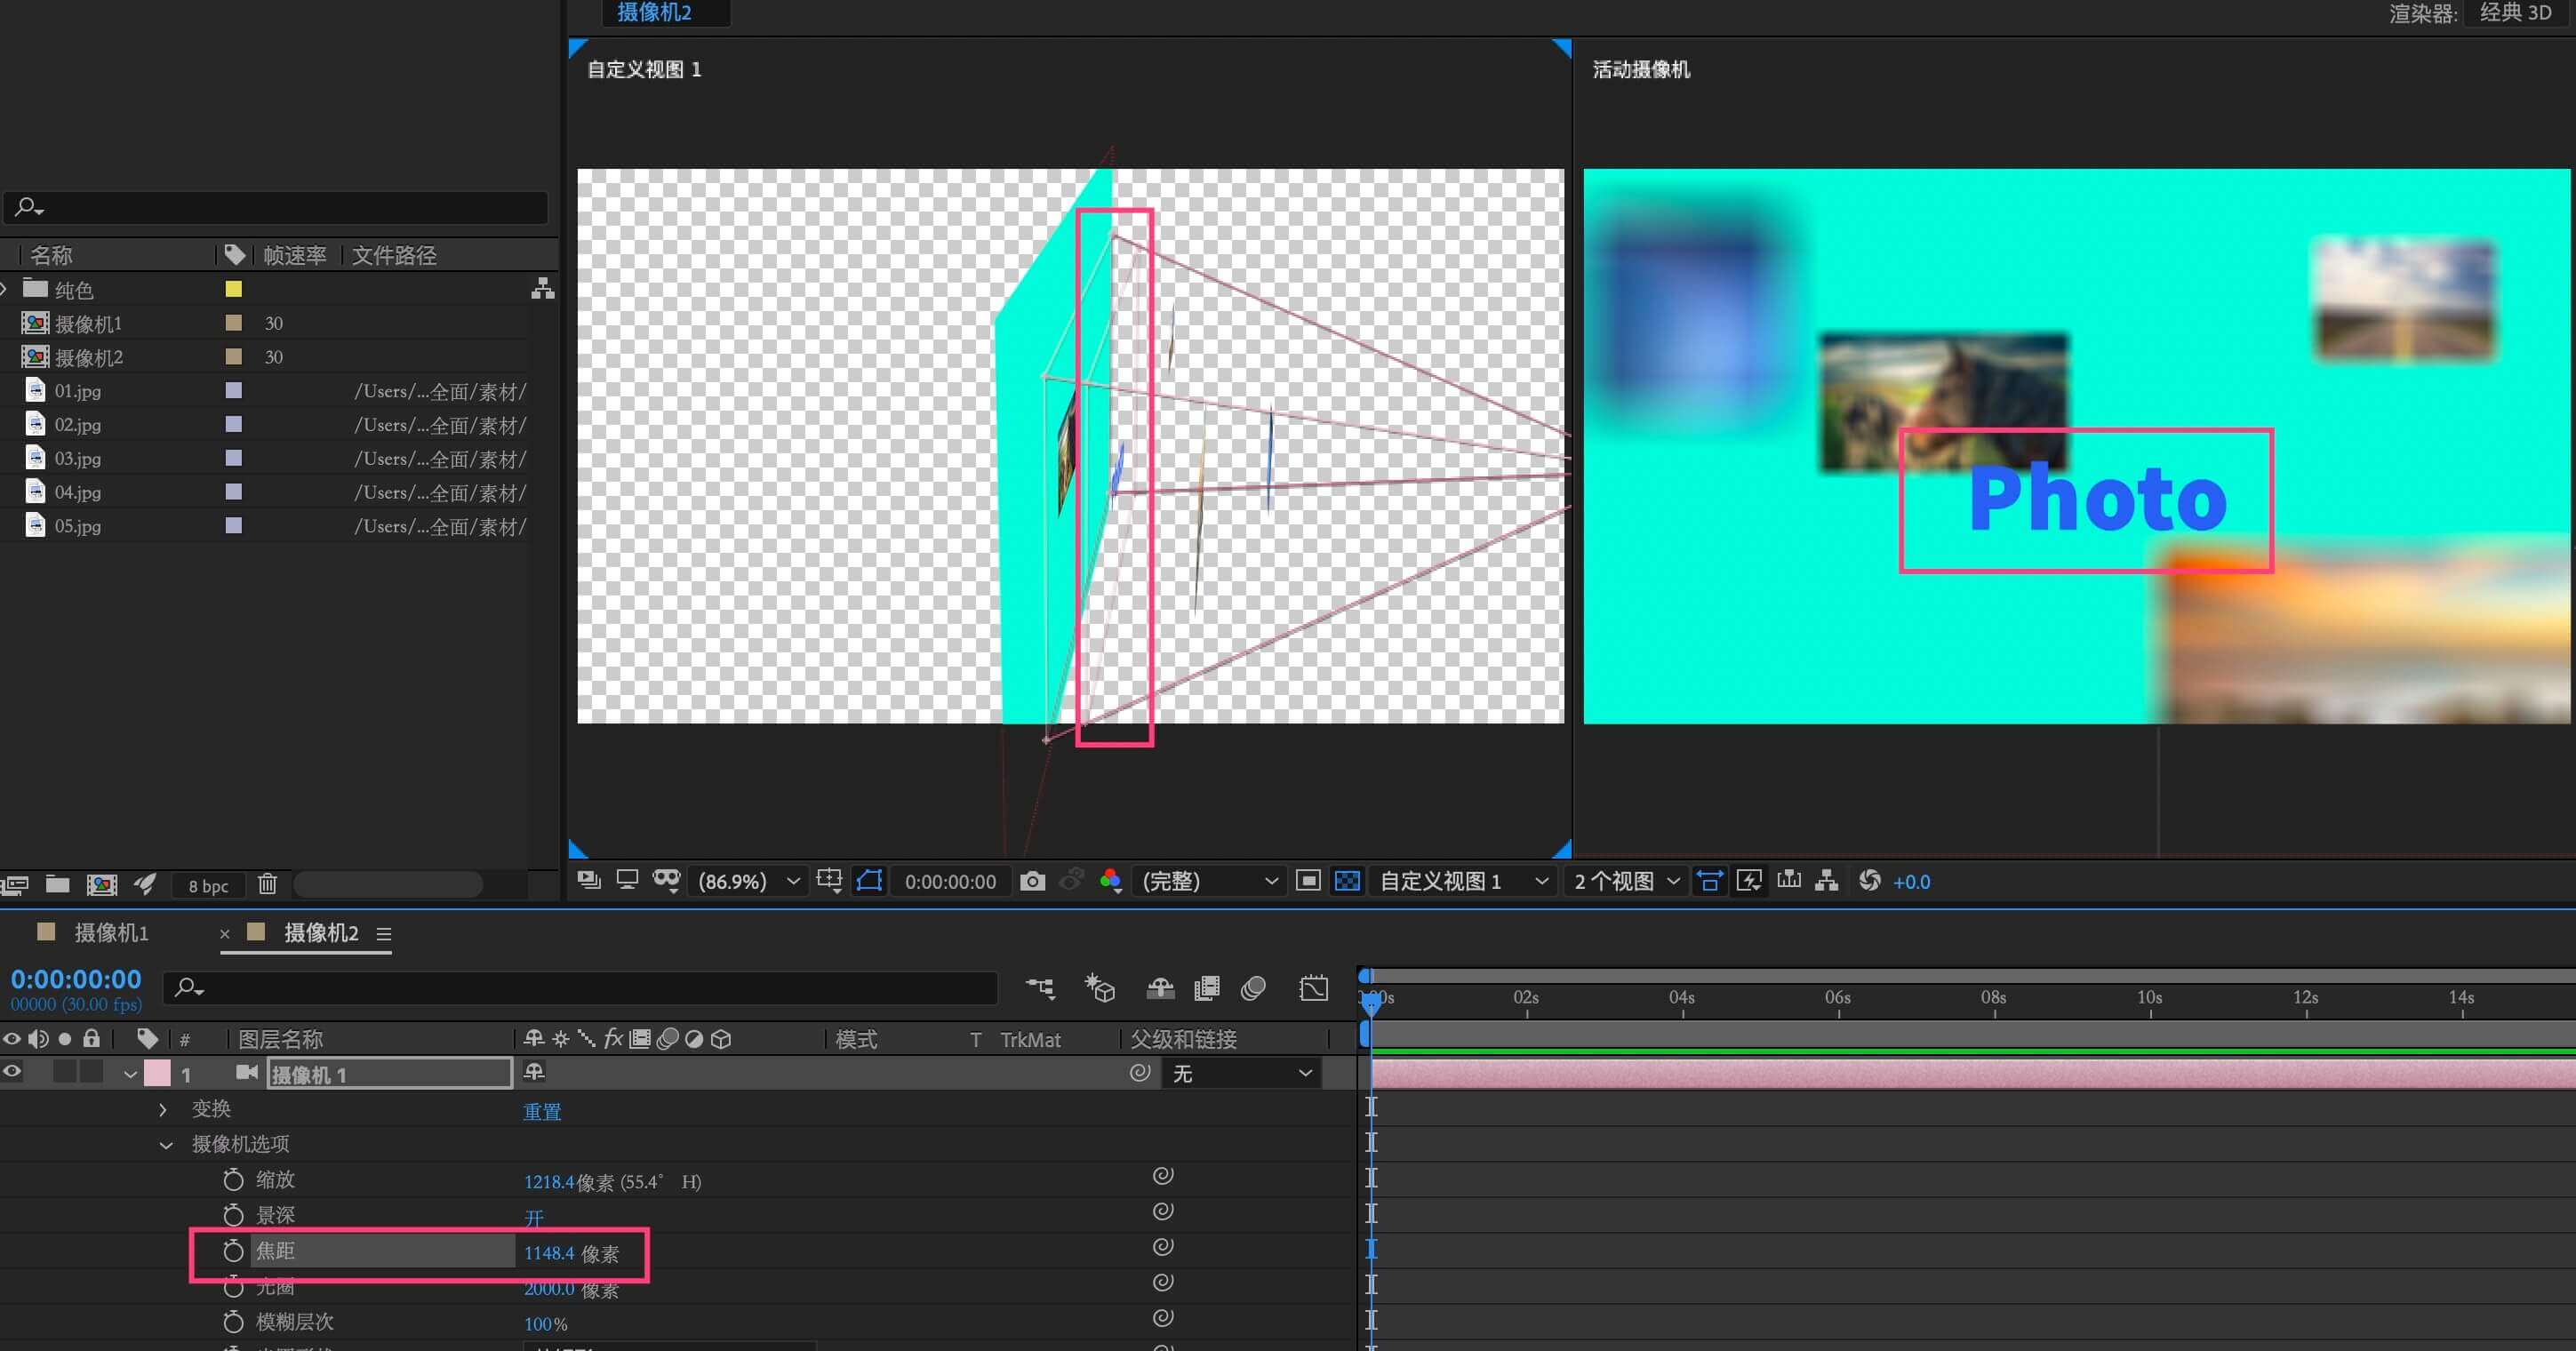 摄像机2
渲染器: 经典 3D
自定义视图 1
活动摄像机
Photo
名称 帧速率 文件路径
纯色
摄像机1 30
摄像机2 30
01.jpg /Users/...全面/素材/
02.jpg /Users/...全面/素材/
03.jpg /Users/...全面/素材/
04.jpg /Users/...全面/素材/
05.jpg /Users/...全面/素材/
8 bpc
(86.9%) 0:00:00:00 (完整) 自定义视图 1 2 个视图 +0.0
摄像机1 × 摄像机2
0:00:00:00
00000 (30.00 fps)
02s 04s 06s 08s 10s 12s 14s
# 图层名称 fx 模式 T TrkMat 父级和链接
1 摄像机 1 无
变换 重置
摄像机选项
缩放 1218.4像素 (55.4° H)
景深 开
焦距 1148.4 像素
光圈 2000.0 像素
模糊层次 100%